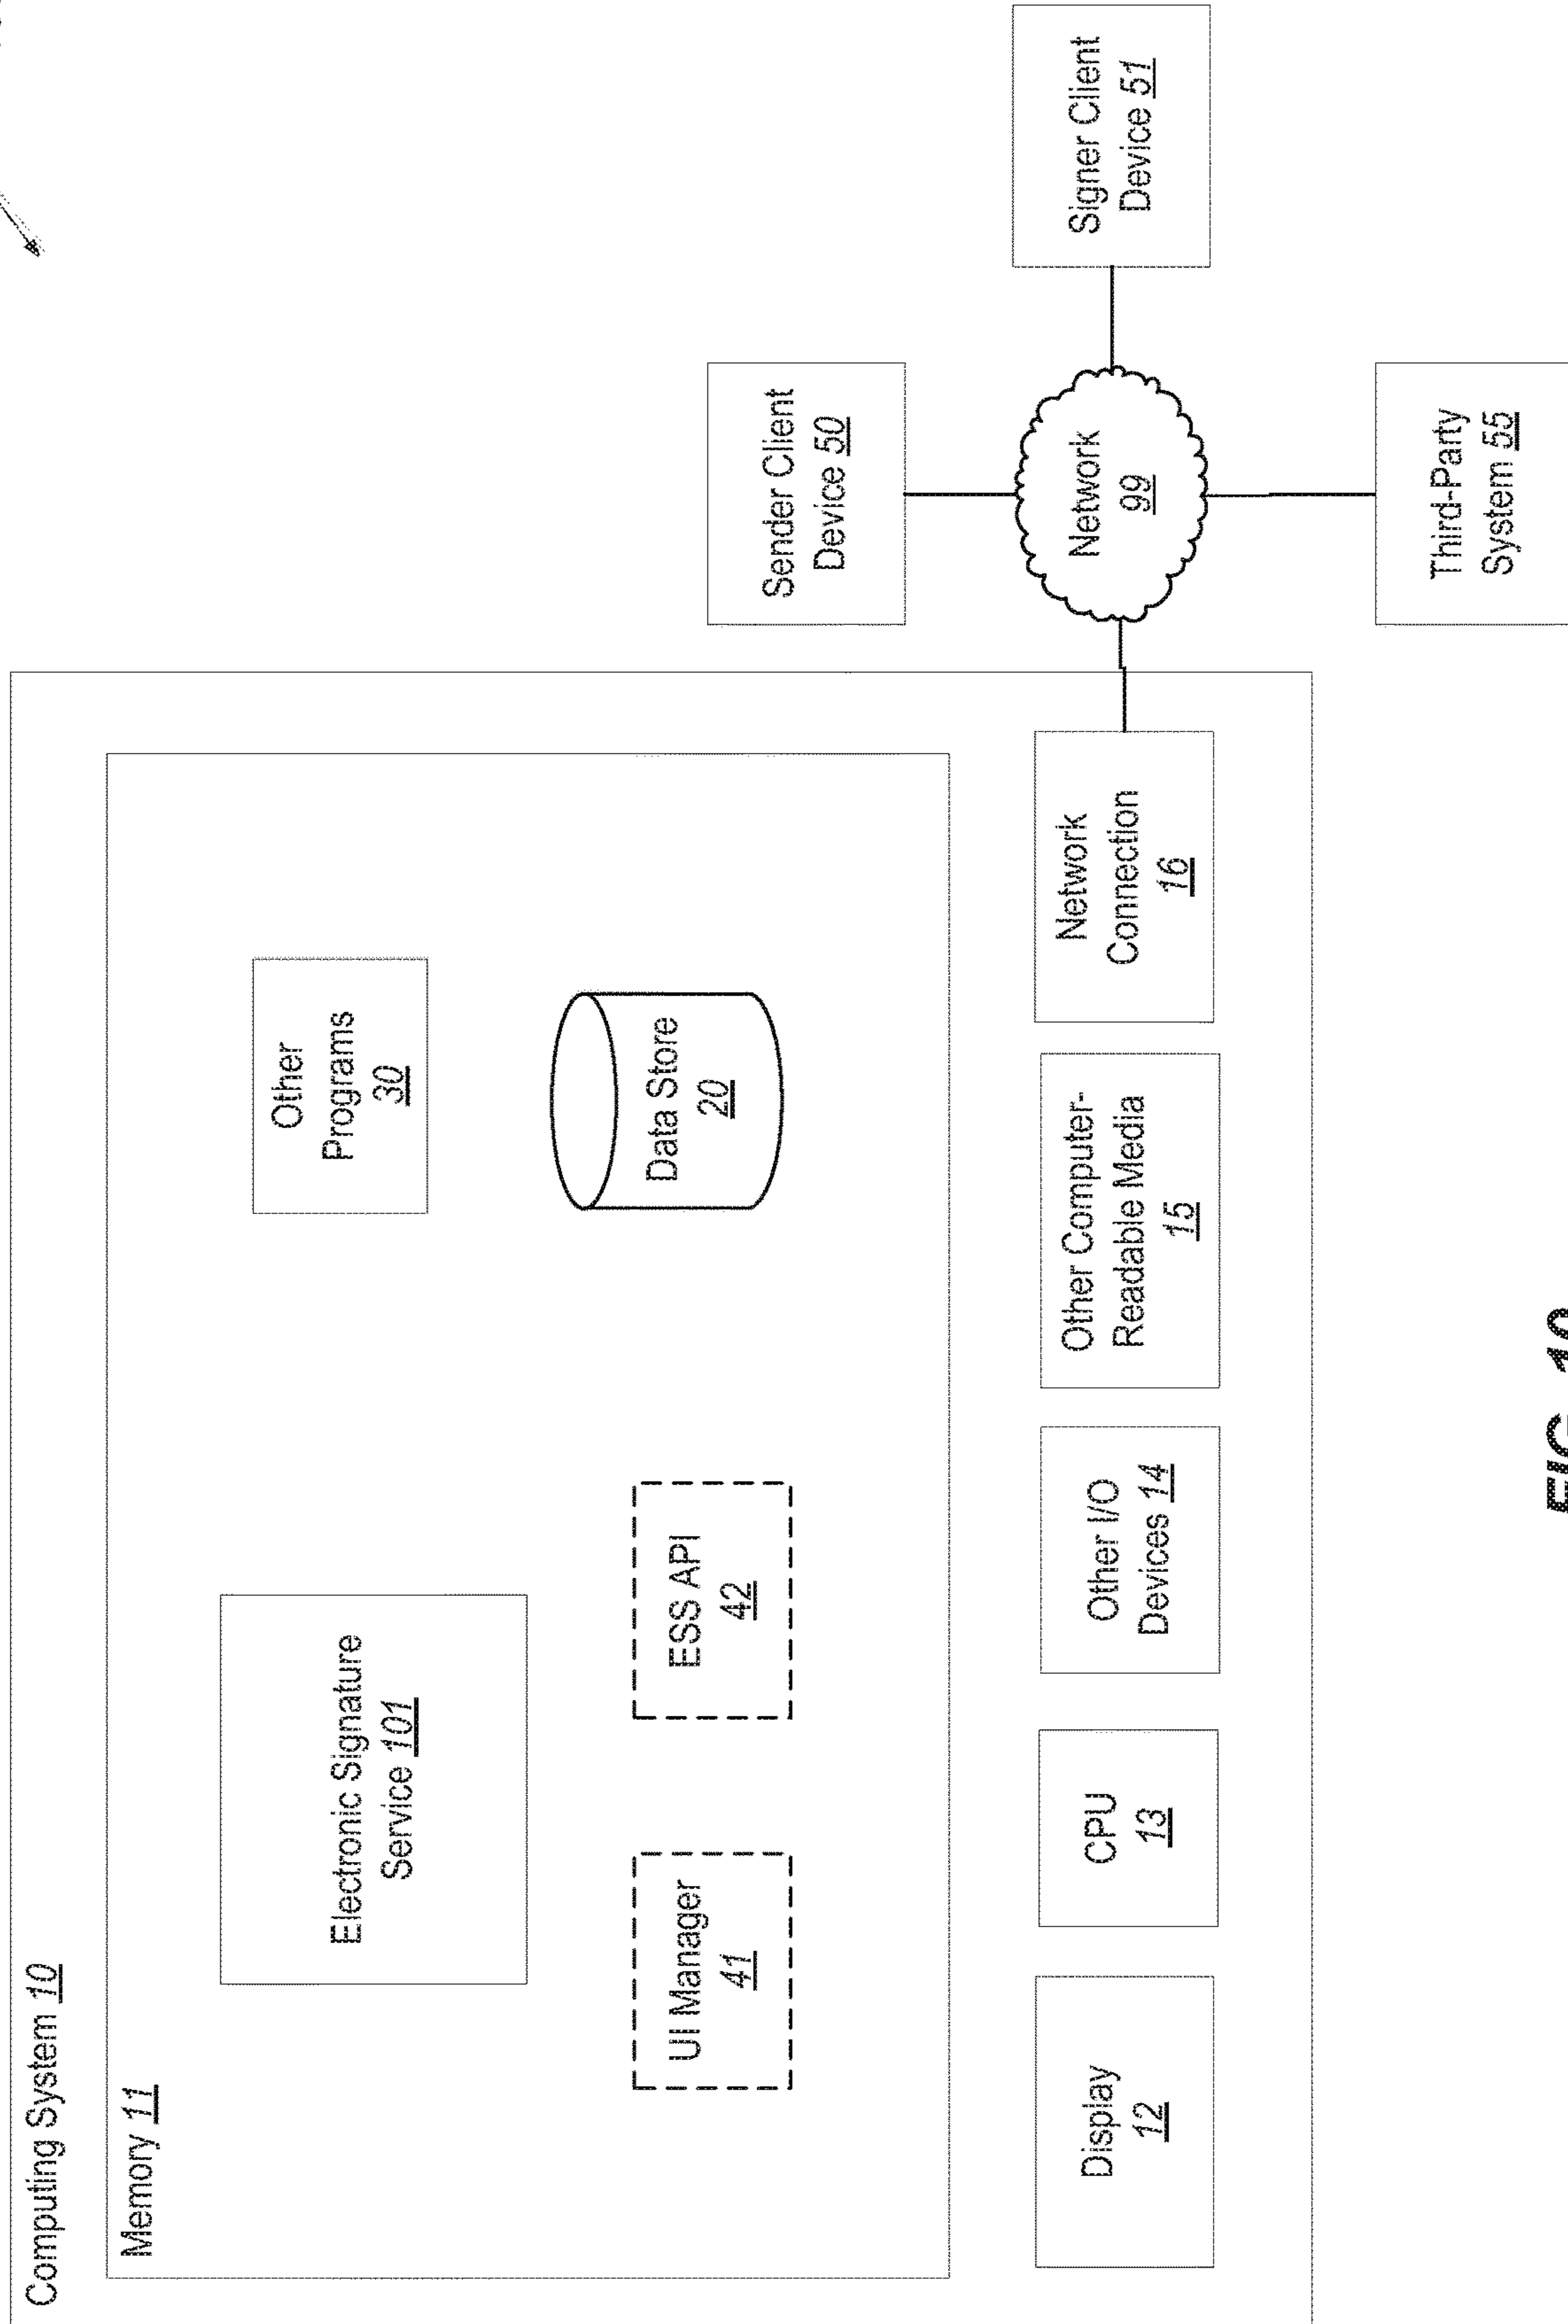 Computing System 10
Memory 11
Electronic Signature
Service 101
Other
Programs
30
UI Manager
41
ESS API
42
Data Store
20
Display
12
CPU
13
Other I/O
Devices 14
Other Computer-
Readable Media
15
Network
Connection
16
Sender Client
Device 50
Network
99
Signer Client
Device 51
Third-Party
System 55